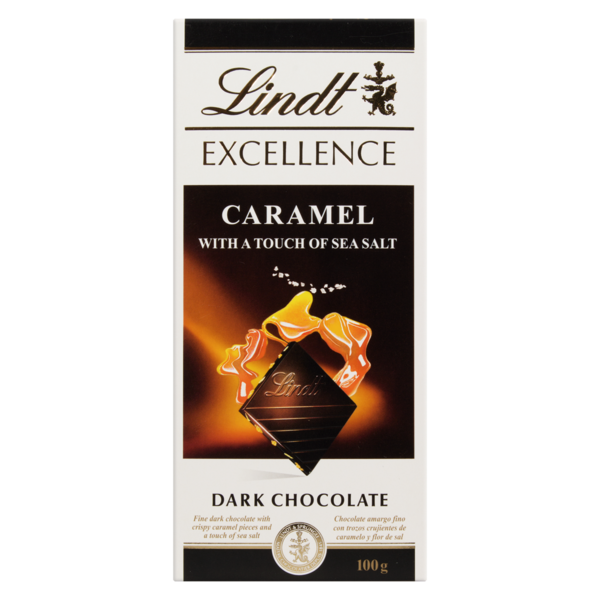 Lindt
EXCELLENCE
CARAMEL
WITH A TOUCH OF SEA SALT
Lindt
DARK CHOCOLATE
Fine dark chocolate with
crispy caramel pieces and
a touch of sea salt
Chocolate amargo fino
con trozos crujientes de
caramelo y flor de sal
100 g